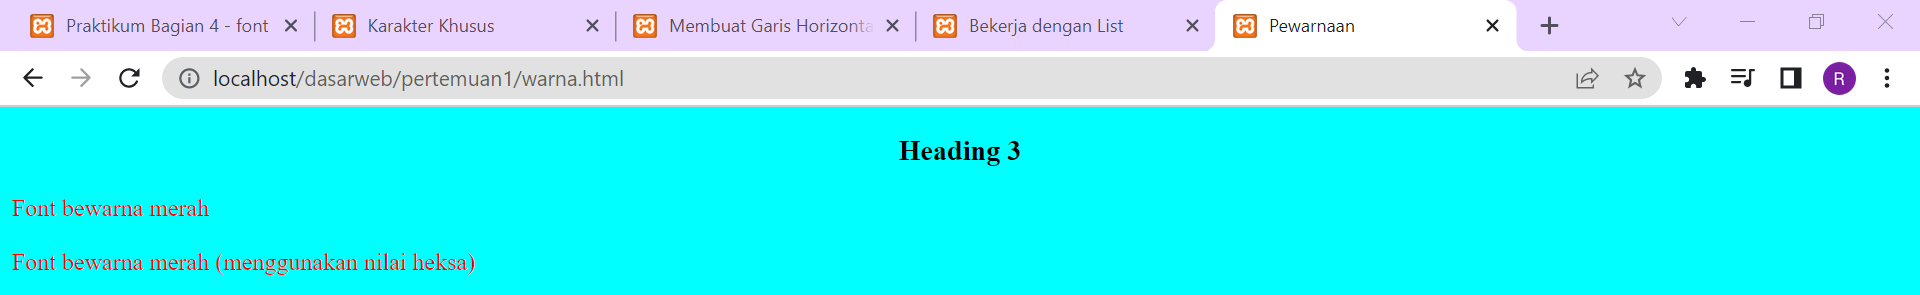 Praktikum Bagian 4 - font
Karakter Khusus
Membuat Garis Horizonta
Bekerja dengan List
Pewarnaan
localhost/dasarweb/pertemuan1/warna.html
R
Heading 3
Font bewarna merah
Font bewarna merah (menggunakan nilai heksa)